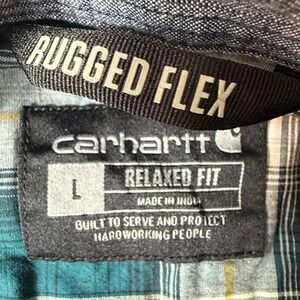 RUGGED FLEX
carhartt
L
RELAXED FIT
MADE IN INDIA
BUILT TO SERVE AND PROTECT
HARDWORKING PEOPLE